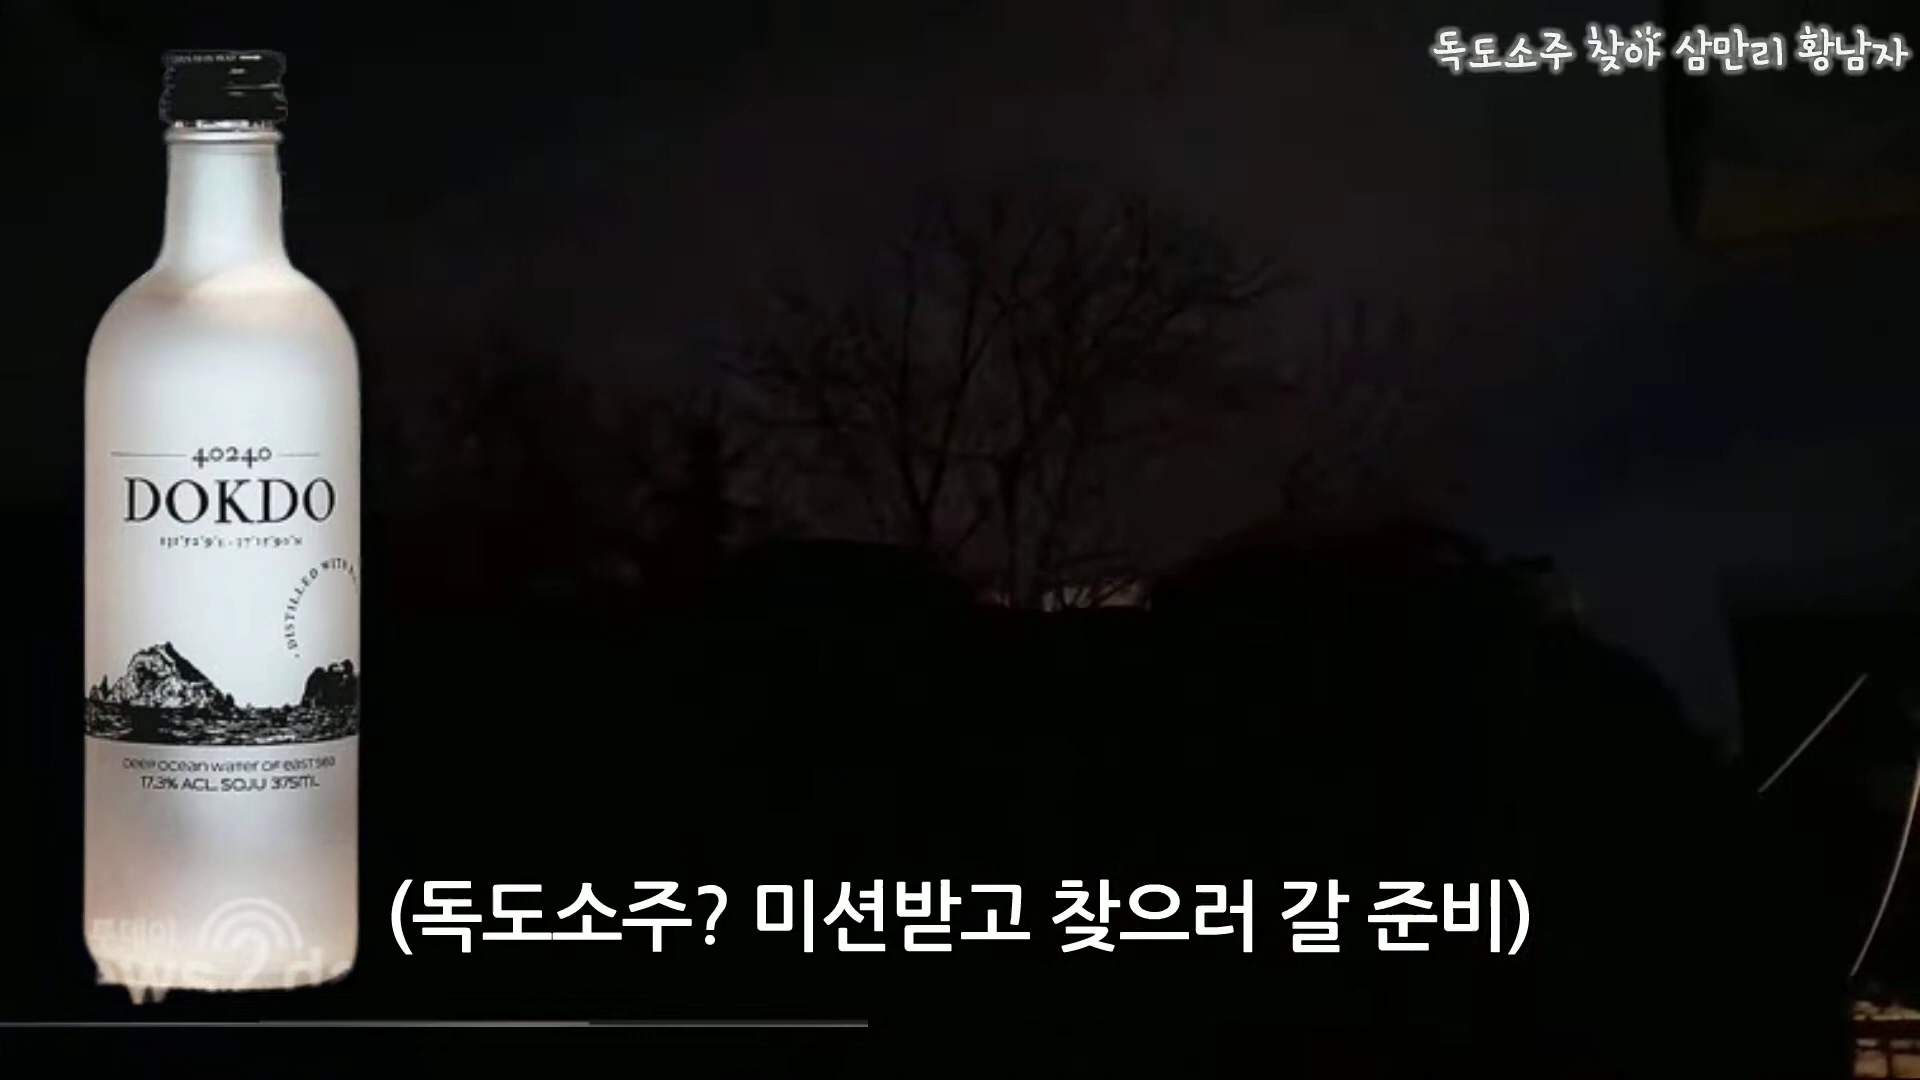 독도소주 찾아 삼만리 황남자
40240
DOKDO
DISTILLED WITH
Deep ocean water of east sea
17.3% ACL. SOJU 375ML
(독도소주? 미션받고 찾으러 갈 준비)